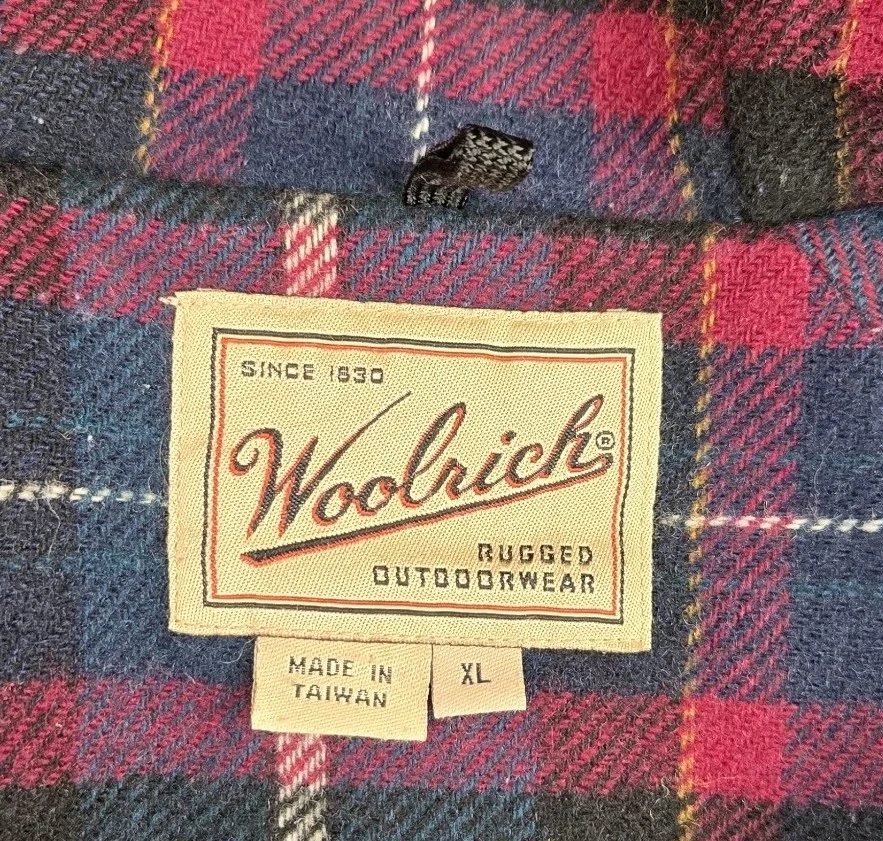 SINCE 1830
Woolrich®
RUGGED
OUTDOORWEAR
MADE IN
TAIWAN
XL